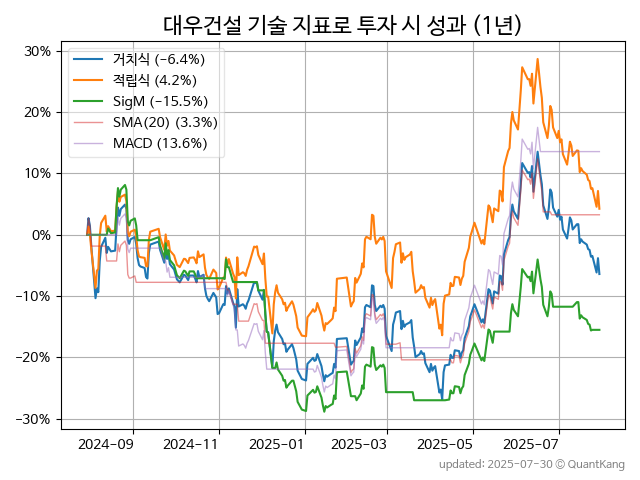 대우건설 기술 지표로 투자 시 성과 (1년)
거치식 (−6.4%)
적립식 (4.2%)
SigM (−15.5%)
SMA(20) (3.3%)
MACD (13.6%)
30%
20%
10%
0%
−10%
−20%
−30%
2024-09
2024-11
2025-01
2025-03
2025-05
2025-07
updated: 2025-07-30 © QuantKang